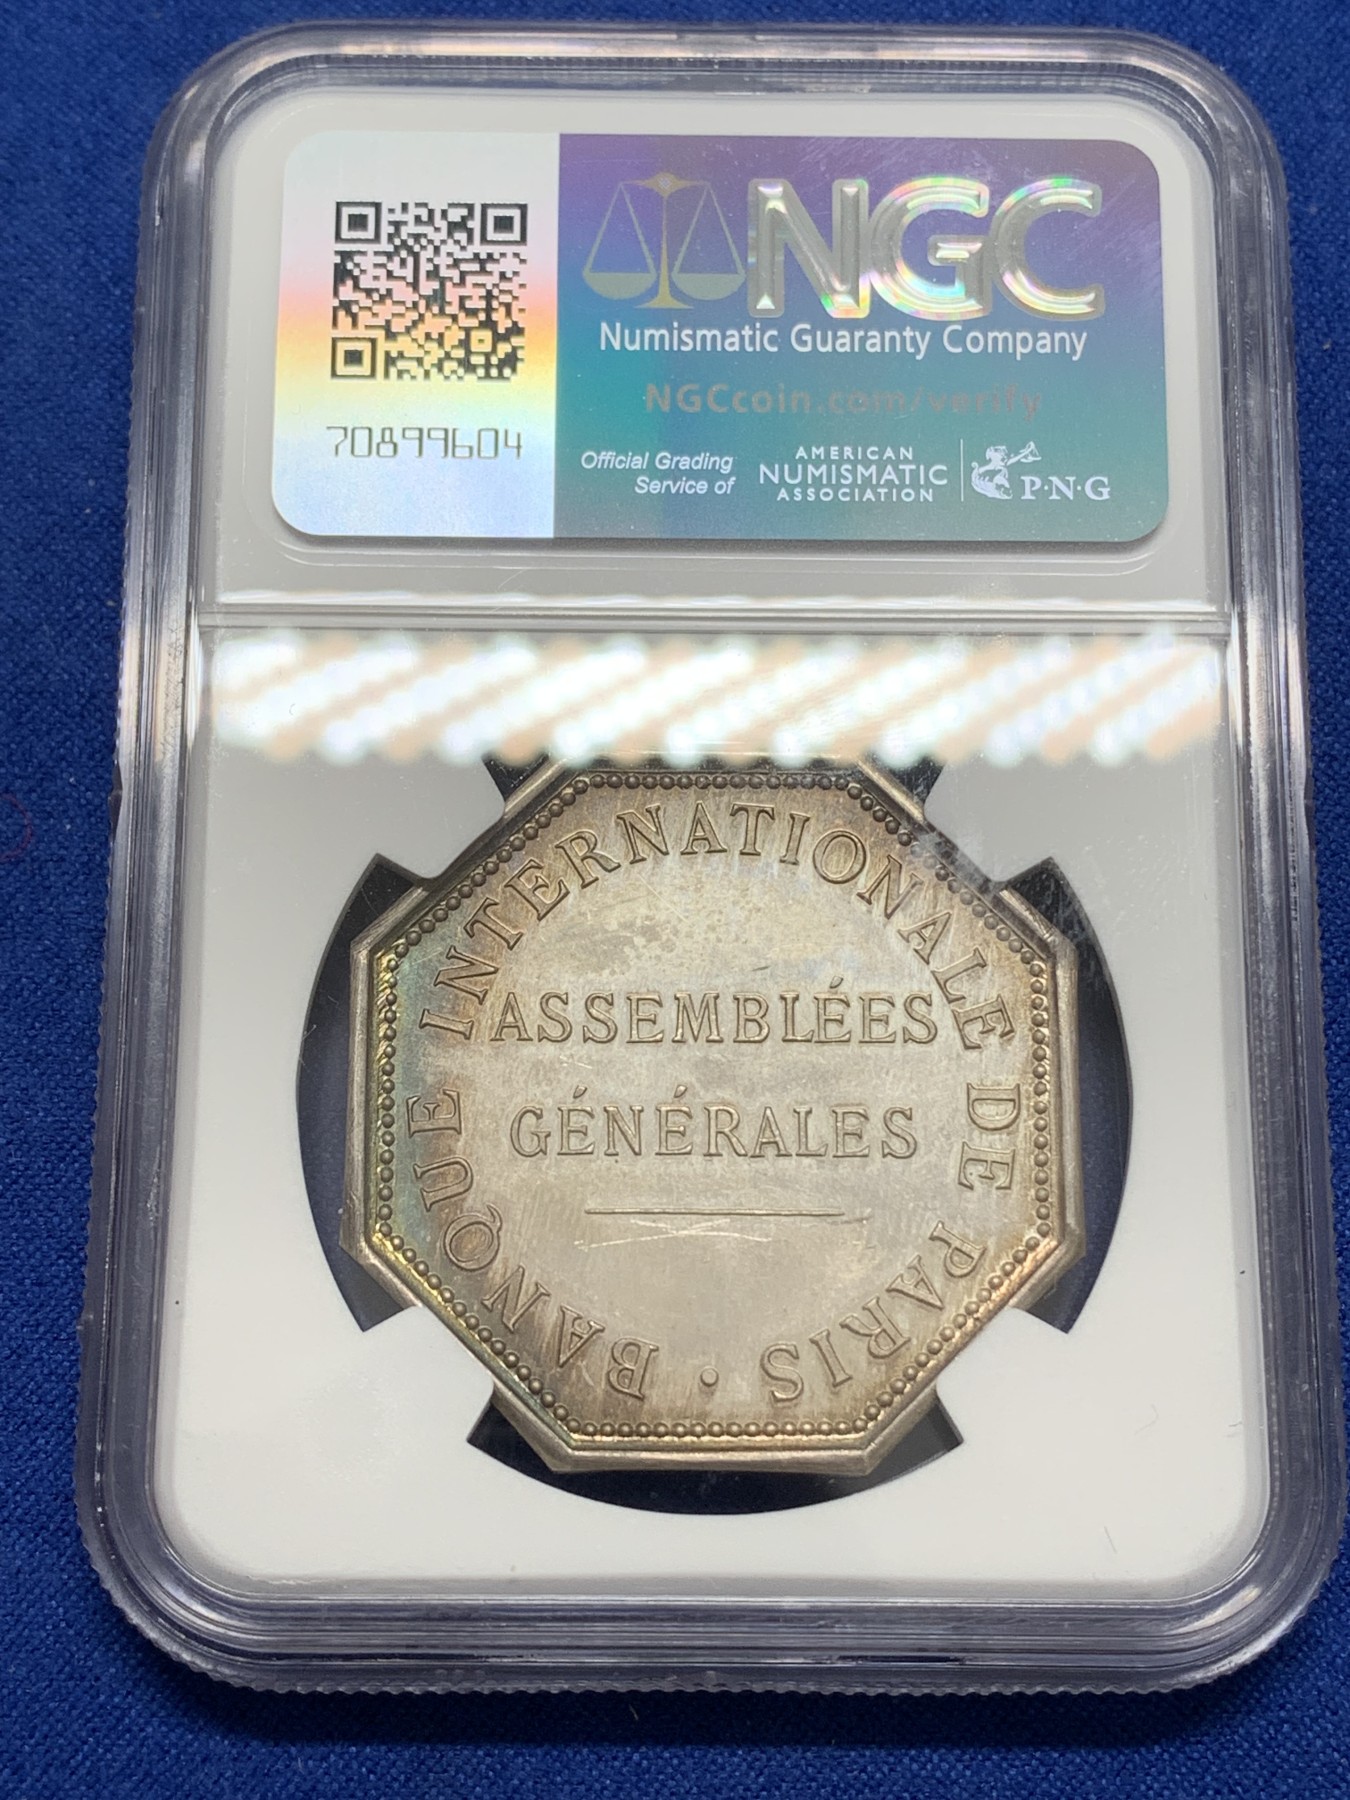 NGC
Numismatic Guaranty Company
NGCcoin.com/verify
70899604
Official Grading
Service of
AMERICAN
NUMISMATIC
ASSOCIATION
P·N·G
BANQUE INTERNATIONALE DE PARIS ·
ASSEMBLÉES
GÉNÉRALES